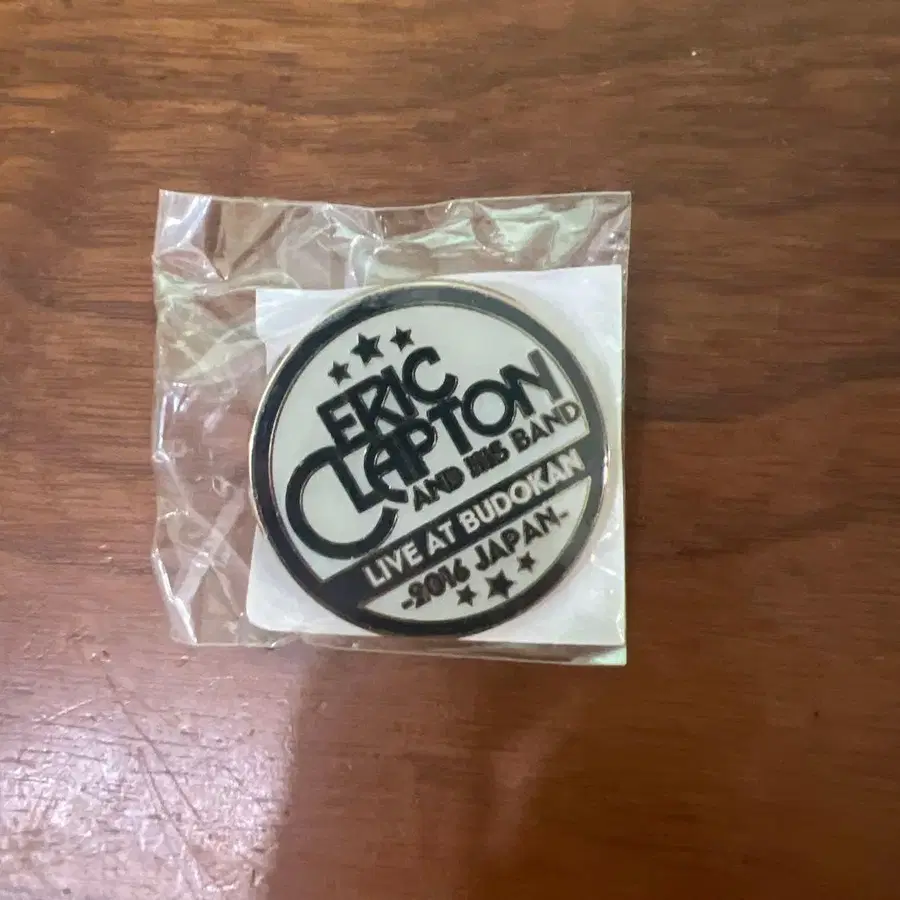 ERIC
CLAPTON
AND HIS BAND
LIVE AT BUDOKAN
-2016 JAPAN-